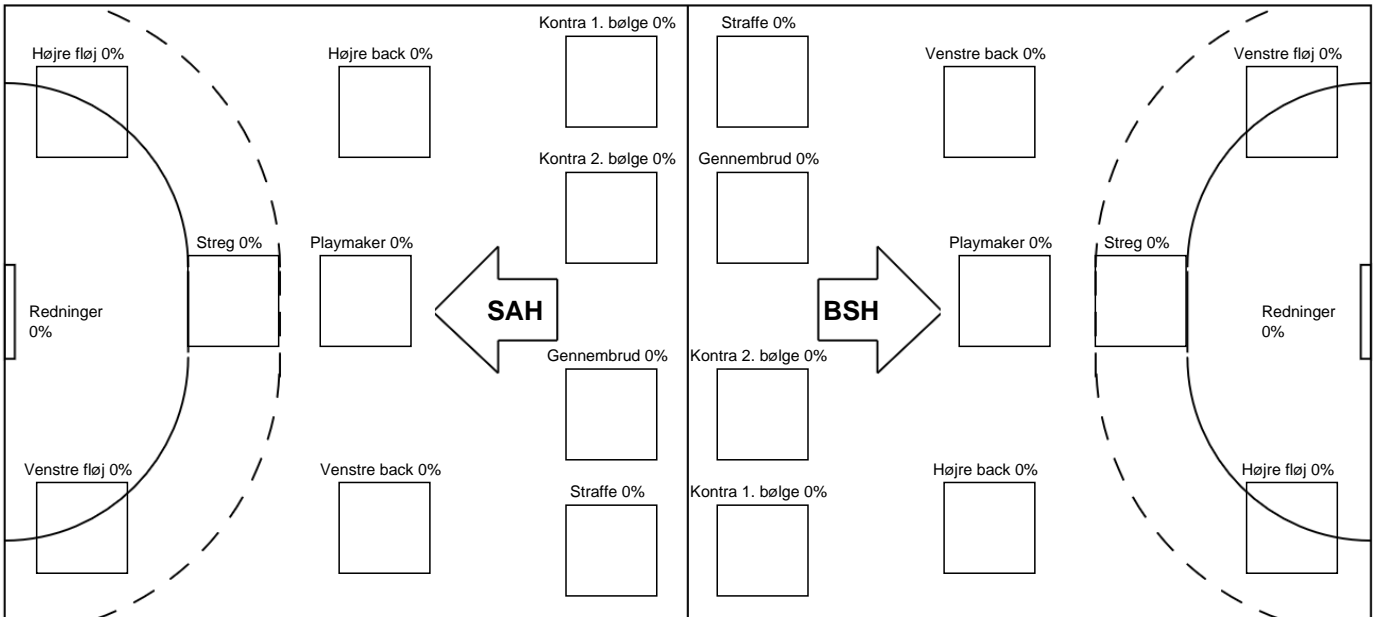 Kontra 1. bølge 0%
Straffe 0%
Højre fløj 0%
Højre back 0%
Venstre back 0%
Venstre fløj 0%
Kontra 2. bølge 0%
Gennembrud 0%
Streg 0%
Playmaker 0%
Playmaker 0%
Streg 0%
Redninger
0%
SAH
BSH
Redninger
0%
Gennembrud 0%
Kontra 2. bølge 0%
Venstre fløj 0%
Venstre back 0%
Højre back 0%
Højre fløj 0%
Straffe 0%
Kontra 1. bølge 0%